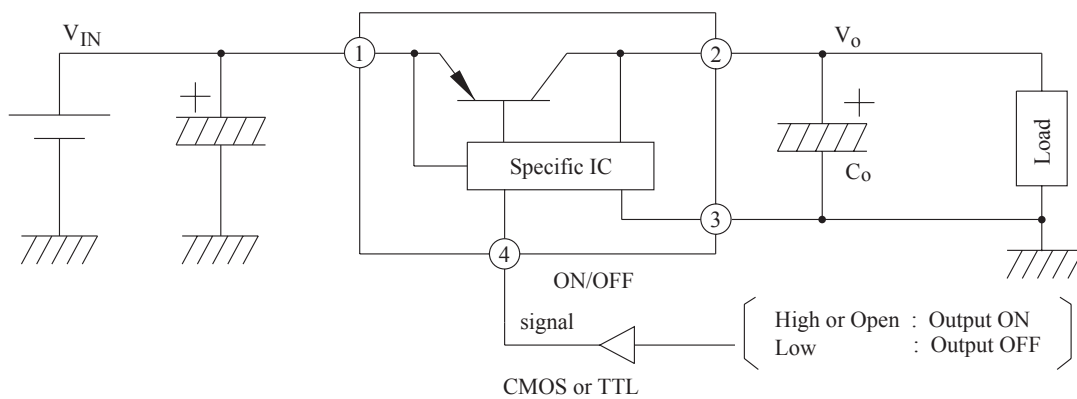 V_IN
1
2
V_o
+
+
Specific IC
C_o
Load
3
4
ON/OFF
signal
High or Open : Output ON
Low : Output OFF
CMOS or TTL